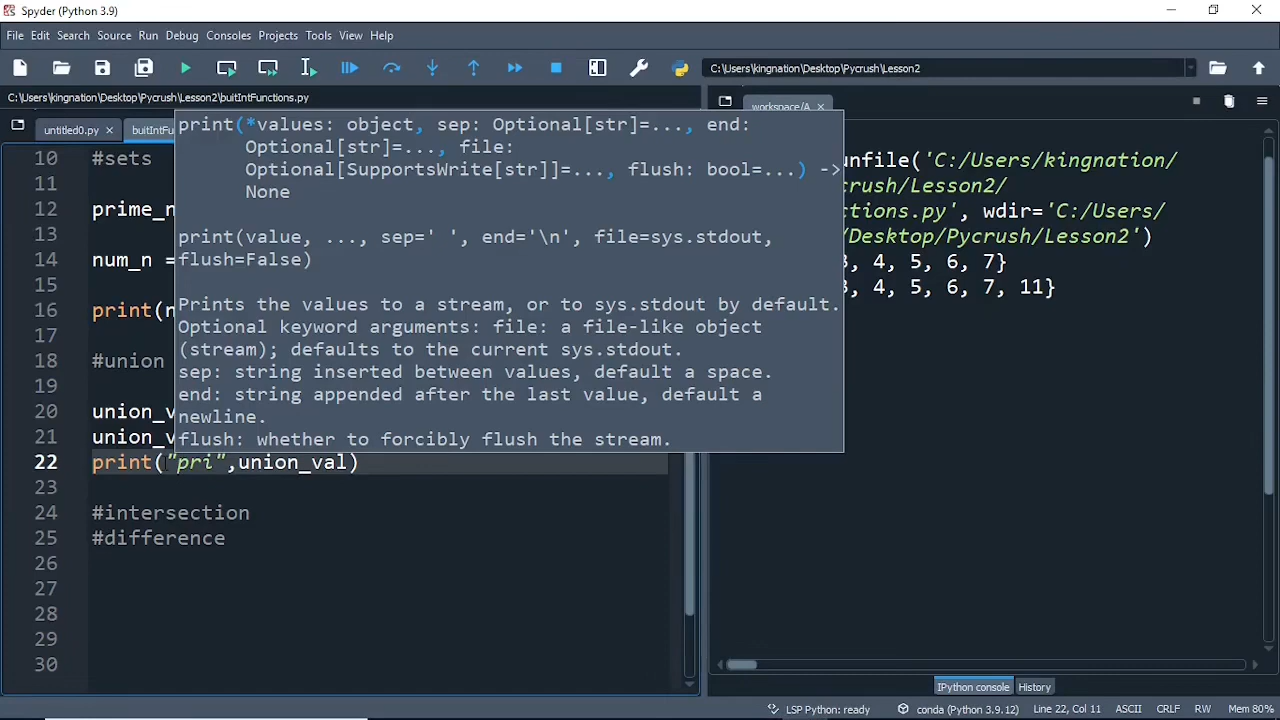 Spyder (Python 3.9)
File Edit Search Source Run Debug Consoles Projects Tools View Help
C:\Users\kingnation\Desktop\Pycrush\Lesson2
C:\Users\kingnation\Desktop\Pycrush\Lesson2\buitIntFunctions.py
untitled0.py buitIntFu
workspace/A
print(*values: object, sep: Optional[str]=..., end:
Optional[str]=..., file:
Optional[SupportsWrite[str]]=..., flush: bool=...) ->
None
print(value, ..., sep=' ', end='\n', file=sys.stdout,
flush=False)
Prints the values to a stream, or to sys.stdout by default.
Optional keyword arguments: file: a file-like object
(stream); defaults to the current sys.stdout.
sep: string inserted between values, default a space.
end: string appended after the last value, default a
newline.
flush: whether to forcibly flush the stream.
10 #sets
11
12 prime_n
13
14 num_n =
15
16 print(n
17
18 #union
19
20 union_v
21 union_v
22 print("pri",union_val)
23
24 #intersection
25 #difference
26
27
28
29
30
unfile('C:/Users/kingnation/
crush/Lesson2/
ctions.py', wdir='C:/Users/
/Desktop/Pycrush/Lesson2')
3, 4, 5, 6, 7}
3, 4, 5, 6, 7, 11}
IPython console History
LSP Python: ready conda (Python 3.9.12) Line 22, Col 11 ASCII CRLF RW Mem 80%